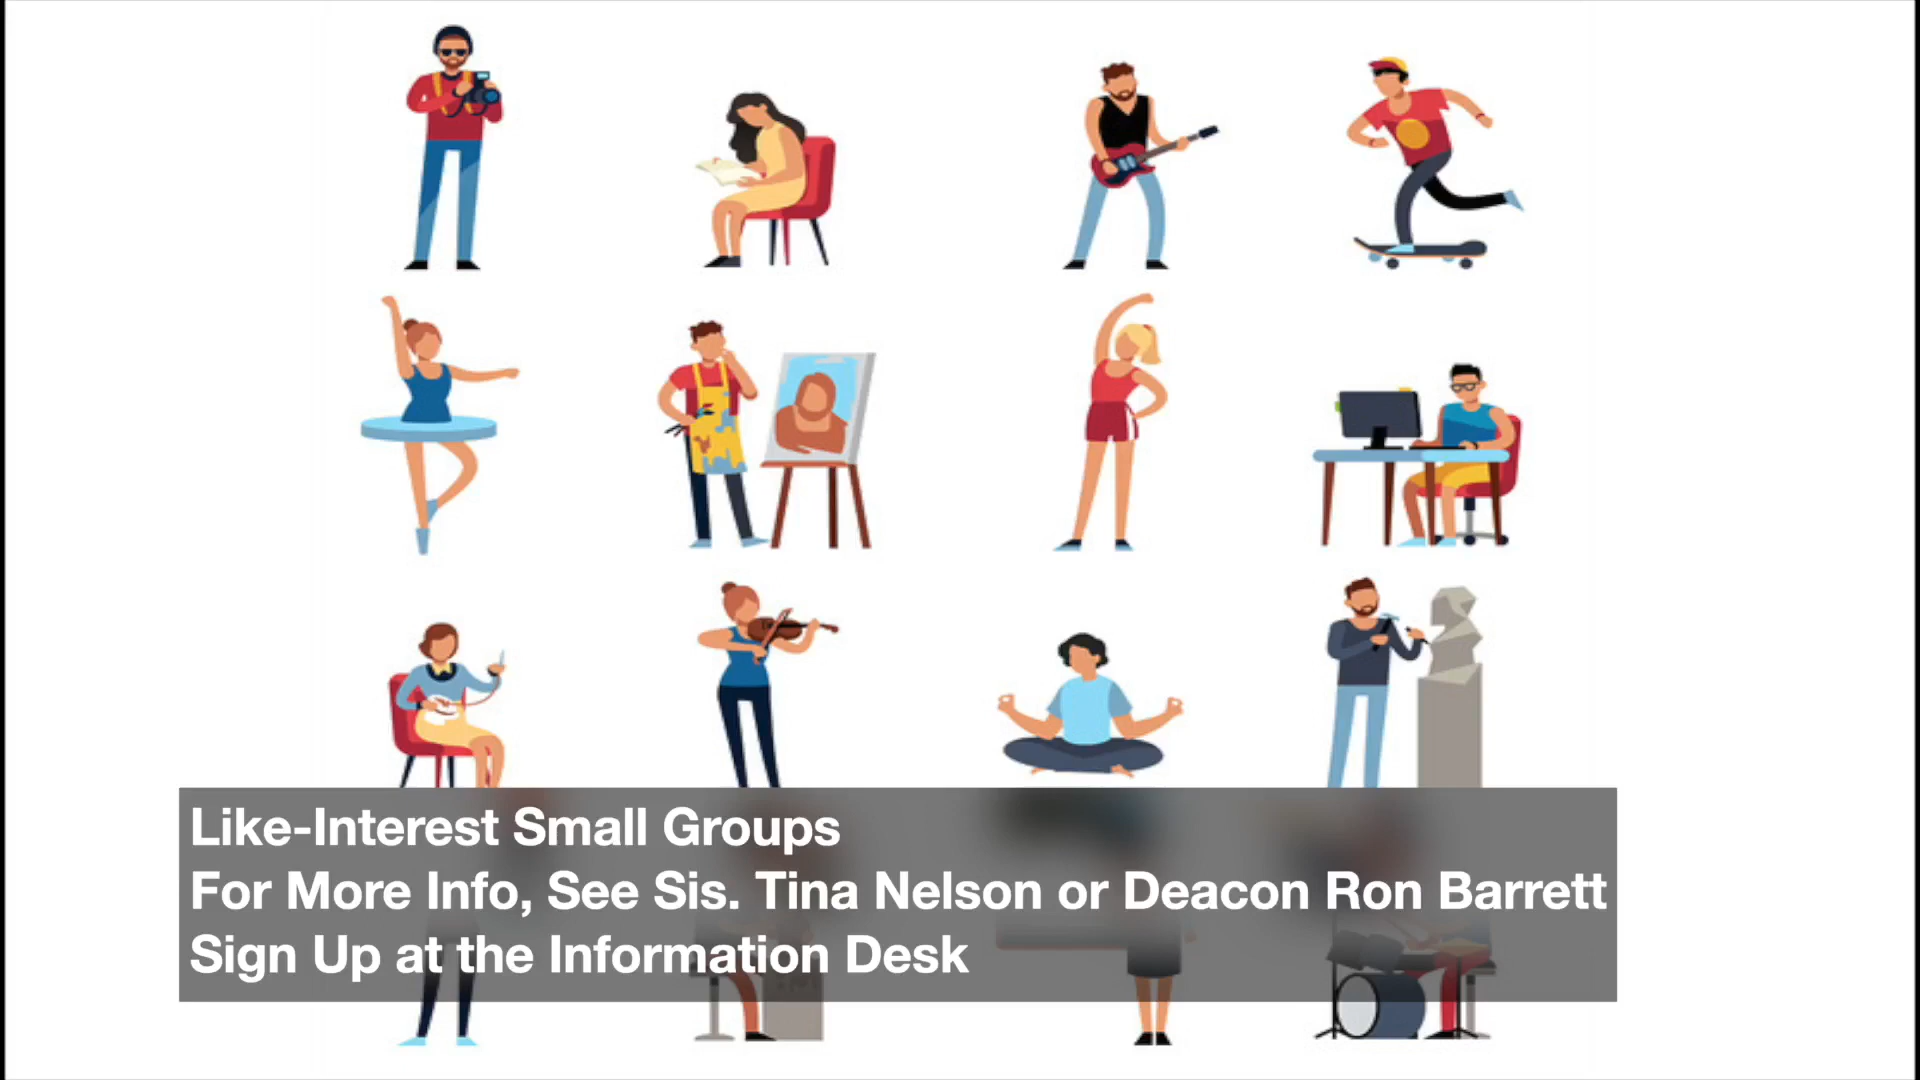 Like-Interest Small Groups
For More Info, See Sis. Tina Nelson or Deacon Ron Barrett
Sign Up at the Information Desk